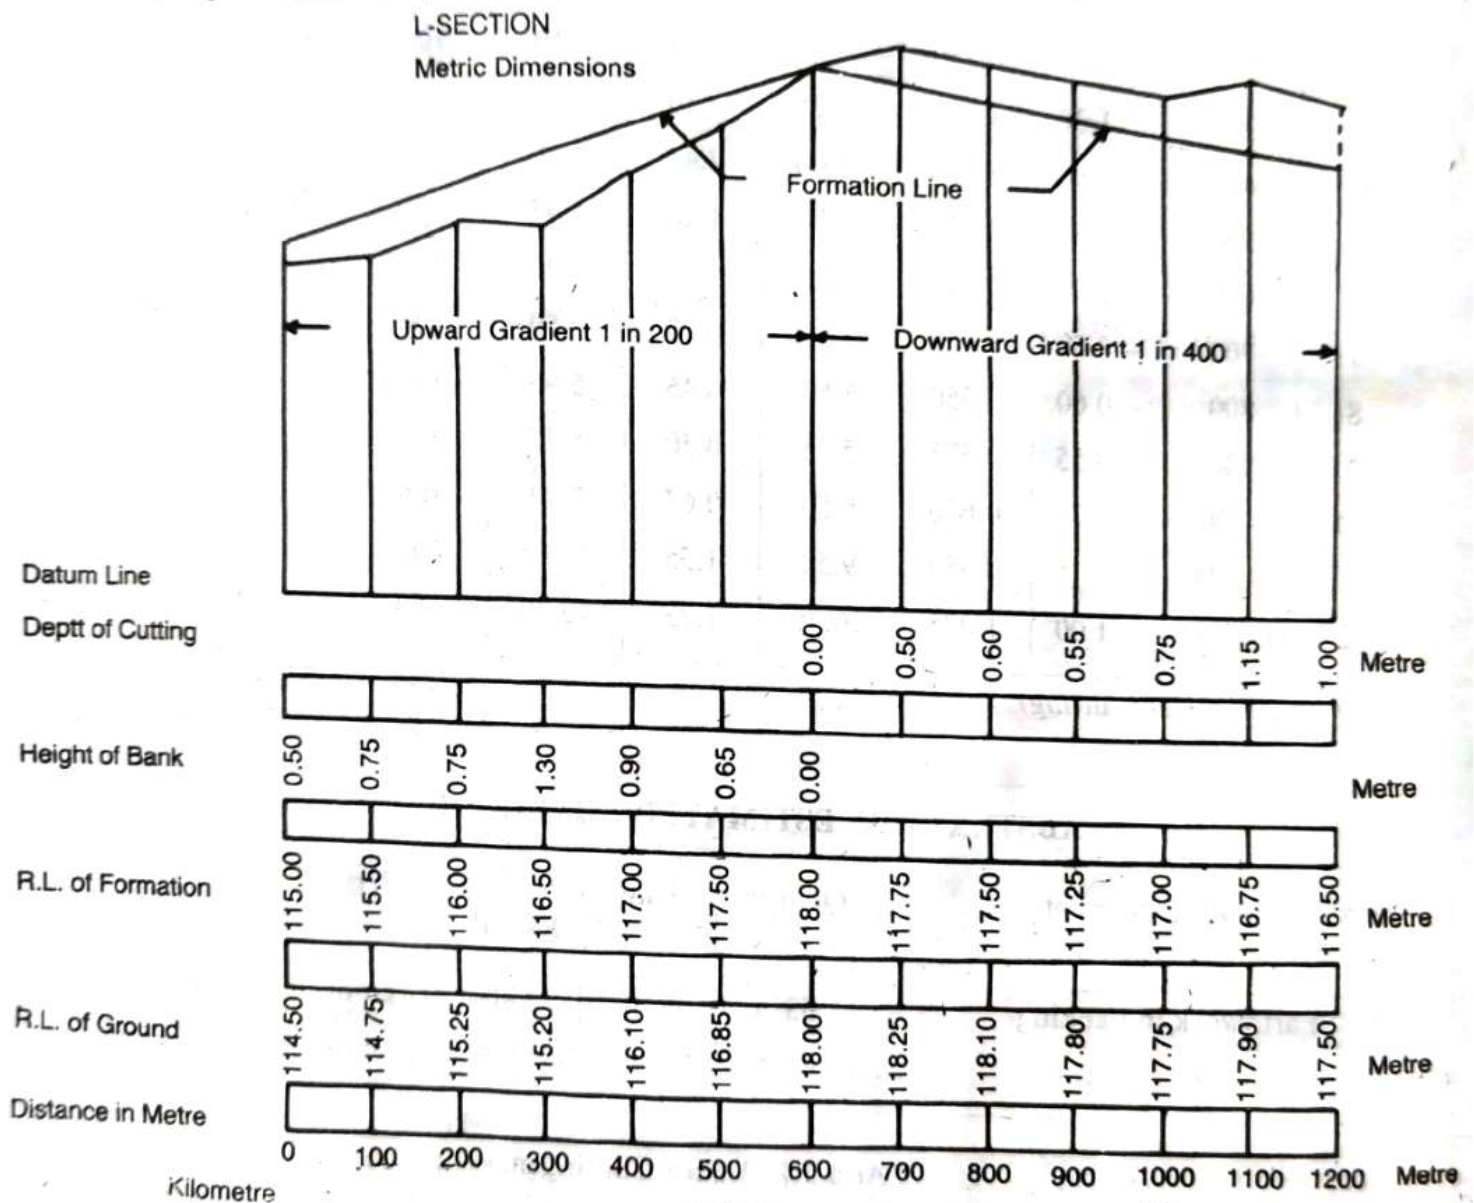 L-SECTION
Metric Dimensions
Formation Line
Upward Gradient 1 in 200
Downward Gradient 1 in 400
Datum Line
Deptt of Cutting
0.00 0.50 0.60 0.55 0.75 1.15 1.00 Metre
Height of Bank
0.50 0.75 0.75 1.30 0.90 0.65 0.00 Metre
R.L. of Formation
115.00 115.50 116.00 116.50 117.00 117.50 118.00 117.75 117.50 117.25 117.00 116.75 116.50 Metre
R.L. of Ground
114.50 114.75 115.25 115.20 116.10 116.85 118.00 118.25 118.10 117.80 117.75 117.90 117.50 Metre
Distance in Metre
0 100 200 300 400 500 600 700 800 900 1000 1100 1200 Metre
Kilometre